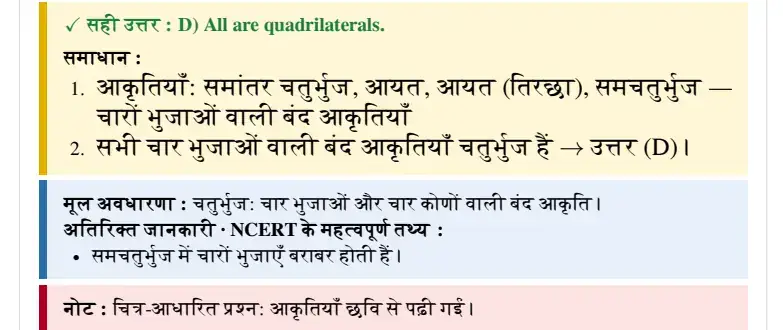 ✓ सही उत्तर : D) All are quadrilaterals.
समाधान :
1. आकृतियाँ: समांतर चतुर्भुज, आयत, आयत (तिरछा), समचतुर्भुज —
चारों भुजाओं वाली बंद आकृतियाँ
2. सभी चार भुजाओं वाली बंद आकृतियाँ चतुर्भुज हैं → उत्तर (D)।
मूल अवधारणा : चतुर्भुज: चार भुजाओं और चार कोणों वाली बंद आकृति।
अतिरिक्त जानकारी · NCERT के महत्वपूर्ण तथ्य :
• समचतुर्भुज में चारों भुजाएँ बराबर होती हैं।
नोट : चित्र-आधारित प्रश्न: आकृतियाँ छवि से पढ़ी गईं।